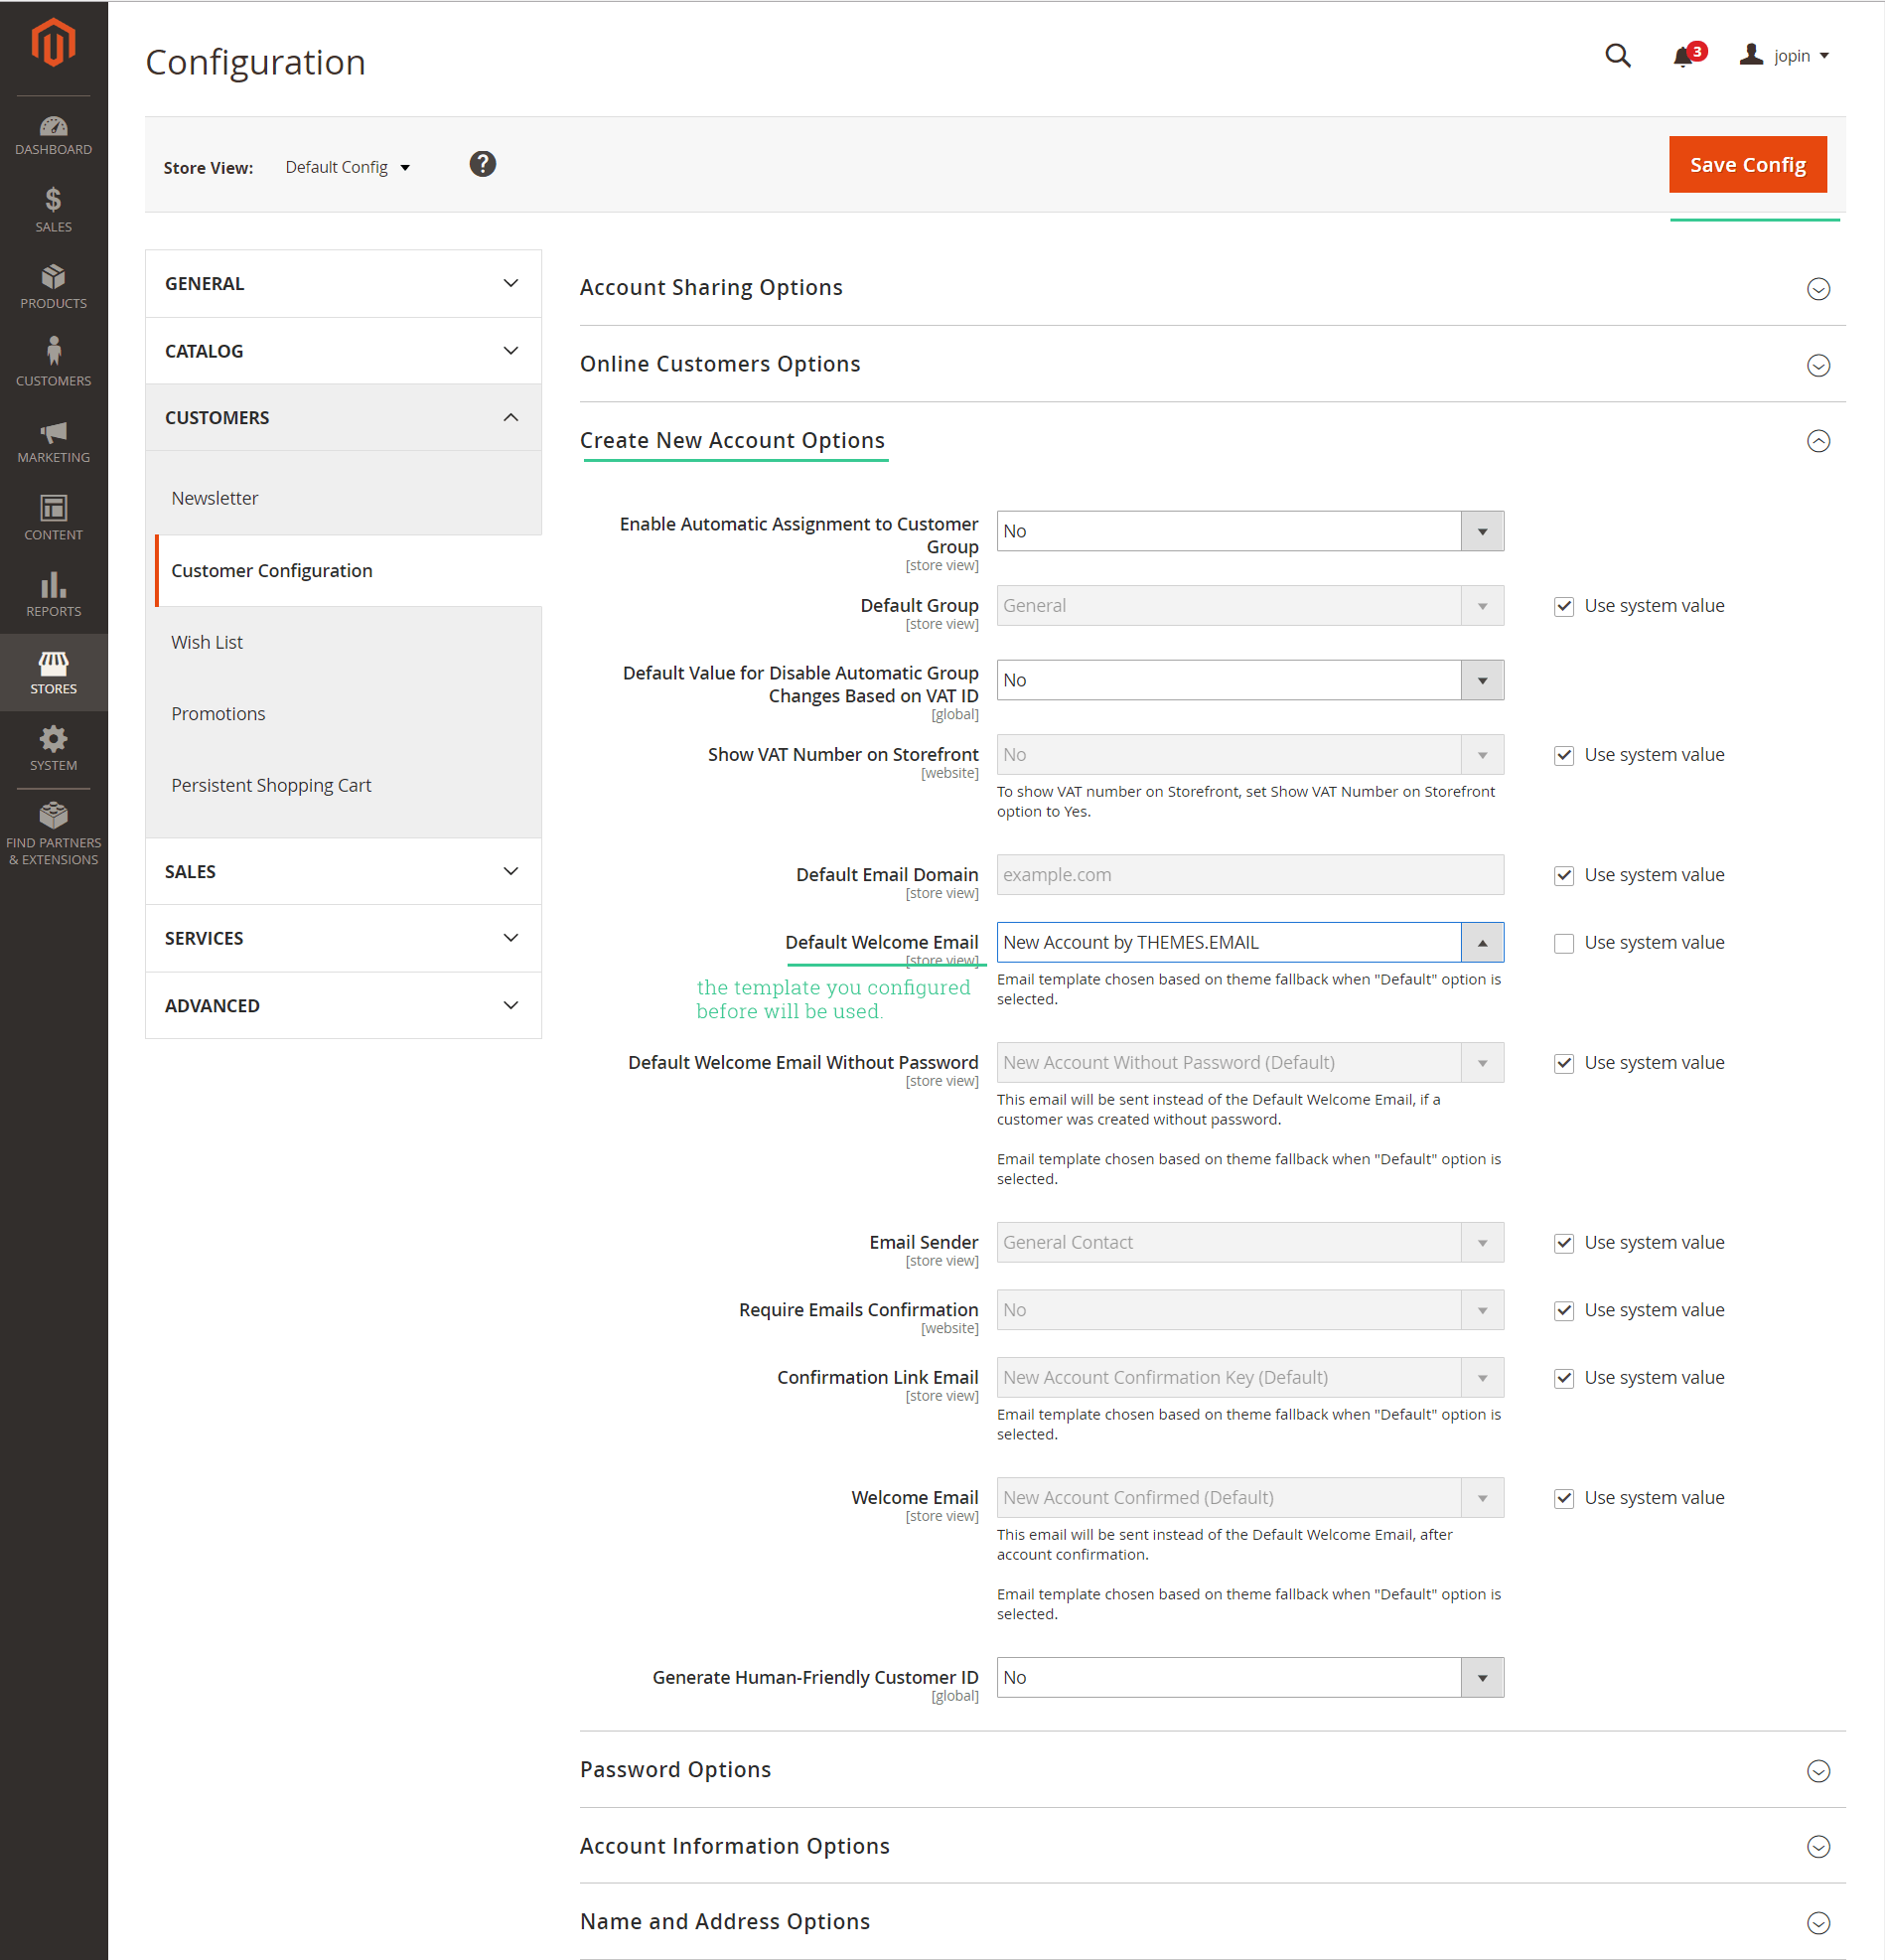 Configuration
3
jopin
Store View:
Default Config
?
Save Config
DASHBOARD
SALES
PRODUCTS
CUSTOMERS
MARKETING
CONTENT
REPORTS
STORES
SYSTEM
FIND PARTNERS
& EXTENSIONS
GENERAL
CATALOG
CUSTOMERS
Newsletter
Customer Configuration
Wish List
Promotions
Persistent Shopping Cart
SALES
SERVICES
ADVANCED
Account Sharing Options
Online Customers Options
Create New Account Options
Enable Automatic Assignment to Customer
Group
[store view]
No
Default Group
[store view]
General
Use system value
Default Value for Disable Automatic Group
Changes Based on VAT ID
[global]
No
Show VAT Number on Storefront
[website]
No
Use system value
To show VAT number on Storefront, set Show VAT Number on Storefront
option to Yes.
Default Email Domain
[store view]
example.com
Use system value
Default Welcome Email
[store view]
New Account by THEMES.EMAIL
Use system value
the template you configured
before will be used.
Email template chosen based on theme fallback when "Default" option is
selected.
Default Welcome Email Without Password
[store view]
New Account Without Password (Default)
Use system value
This email will be sent instead of the Default Welcome Email, if a
customer was created without password.
Email template chosen based on theme fallback when "Default" option is
selected.
Email Sender
[store view]
General Contact
Use system value
Require Emails Confirmation
[website]
No
Use system value
Confirmation Link Email
[store view]
New Account Confirmation Key (Default)
Use system value
Email template chosen based on theme fallback when "Default" option is
selected.
Welcome Email
[store view]
New Account Confirmed (Default)
Use system value
This email will be sent instead of the Default Welcome Email, after
account confirmation.
Email template chosen based on theme fallback when "Default" option is
selected.
Generate Human-Friendly Customer ID
[global]
No
Password Options
Account Information Options
Name and Address Options